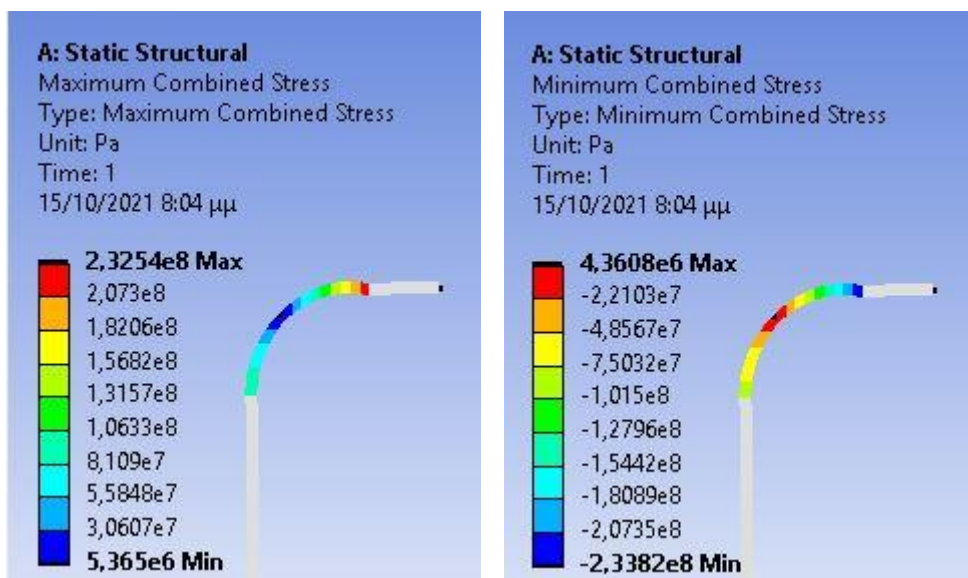 A: Static Structural
Maximum Combined Stress
Type: Maximum Combined Stress
Unit: Pa
Time: 1
15/10/2021 8:04 μμ
2,3254e8 Max
2,073e8
1,8206e8
1,5682e8
1,3157e8
1,0633e8
8,109e7
5,5848e7
3,0607e7
5,365e6 Min
A: Static Structural
Minimum Combined Stress
Type: Minimum Combined Stress
Unit: Pa
Time: 1
15/10/2021 8:04 μμ
4,3608e6 Max
-2,2103e7
-4,8567e7
-7,5032e7
-1,015e8
-1,2796e8
-1,5442e8
-1,8089e8
-2,0735e8
-2,3382e8 Min